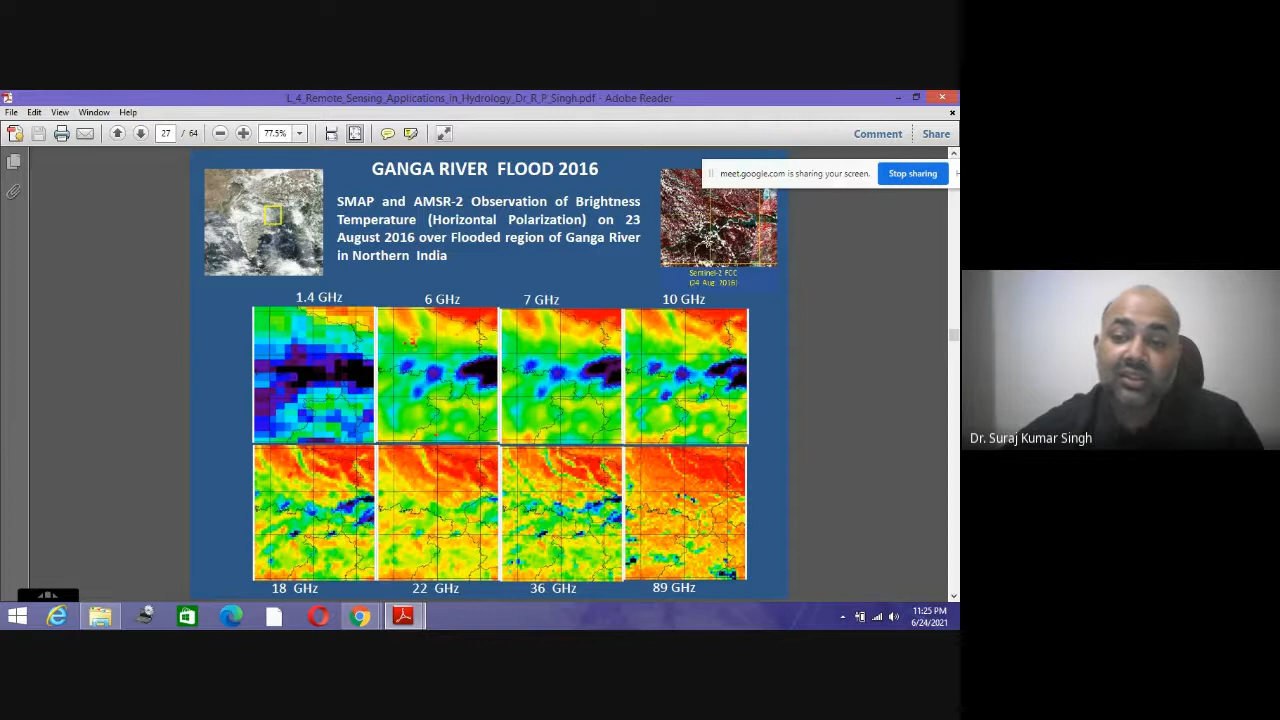 L_4_Remote_Sensing_Applications_in_Hydrology_Dr_R_P_Singh.pdf - Adobe Reader
File Edit View Window Help
27 / 64 77.5% Comment Share
meet.google.com is sharing your screen. Stop sharing
GANGA RIVER FLOOD 2016
SMAP and AMSR-2 Observation of Brightness
Temperature (Horizontal Polarization) on 23
August 2016 over Flooded region of Ganga River
in Northern India
Sentinel-2 FCC
(24 Aug. 2016)
1.4 GHz 6 GHz 7 GHz 10 GHz
18 GHz 22 GHz 36 GHz 89 GHz
11:25 PM
6/24/2021
Dr. Suraj Kumar Singh